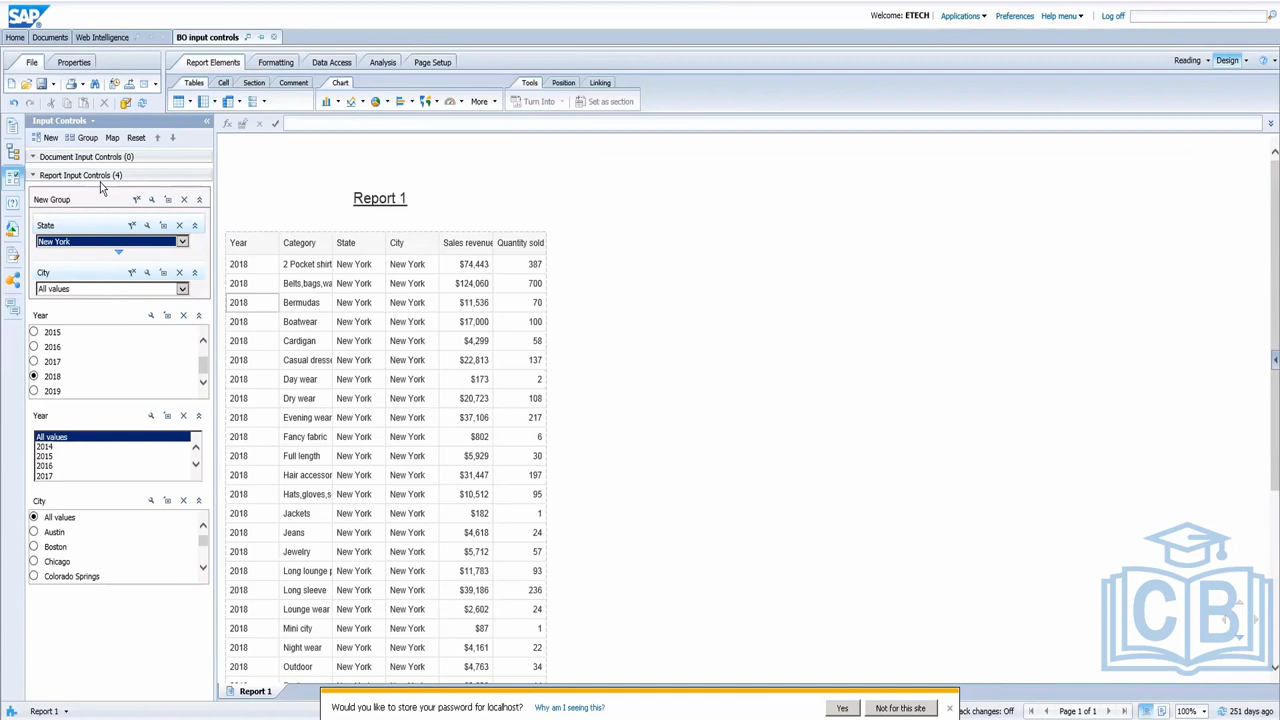 SAP
Welcome: ETECH Applications Preferences Help menu Log off
Home Documents Web Intelligence BO input controls
File Properties Report Elements Formatting Data Access Analysis Page Setup Reading Design
Tables Cell Section Comment Chart Tools Position Linking
More Turn Into Set as section
Input Controls
New Group Map Reset
Document Input Controls (0)
Report Input Controls (4)
New Group
State
New York
City
All values
Year
2015
2016
2017
2018
2019
Year
All values
2014
2015
2016
2017
City
All values
Austin
Boston
Chicago
Colorado Springs
Report 1
Year Category State City Sales revenue Quantity sold
2018 2 Pocket shirt New York New York $74,443 387
2018 Belts,bags,wa New York New York $124,060 700
2018 Bermudas New York New York $11,536 70
2018 Boatwear New York New York $17,000 100
2018 Cardigan New York New York $4,299 58
2018 Casual dresse New York New York $22,813 137
2018 Day wear New York New York $173 2
2018 Dry wear New York New York $20,723 108
2018 Evening wear New York New York $37,106 217
2018 Fancy fabric New York New York $802 6
2018 Full length New York New York $5,929 30
2018 Hair accessor New York New York $31,447 197
2018 Hats,gloves,s New York New York $10,512 95
2018 Jackets New York New York $182 1
2018 Jeans New York New York $4,618 24
2018 Jewelry New York New York $5,712 57
2018 Long lounge p New York New York $11,783 93
2018 Long sleeve New York New York $39,186 236
2018 Lounge wear New York New York $2,602 24
2018 Mini city New York New York $87 1
2018 Night wear New York New York $4,161 22
2018 Outdoor New York New York $4,763 34
CB
Report 1
Would you like to store your password for localhost? Why am I seeing this? Yes Not for this site
Report 1 ack changes: Off Page 1 of 1 100% 251 days ago